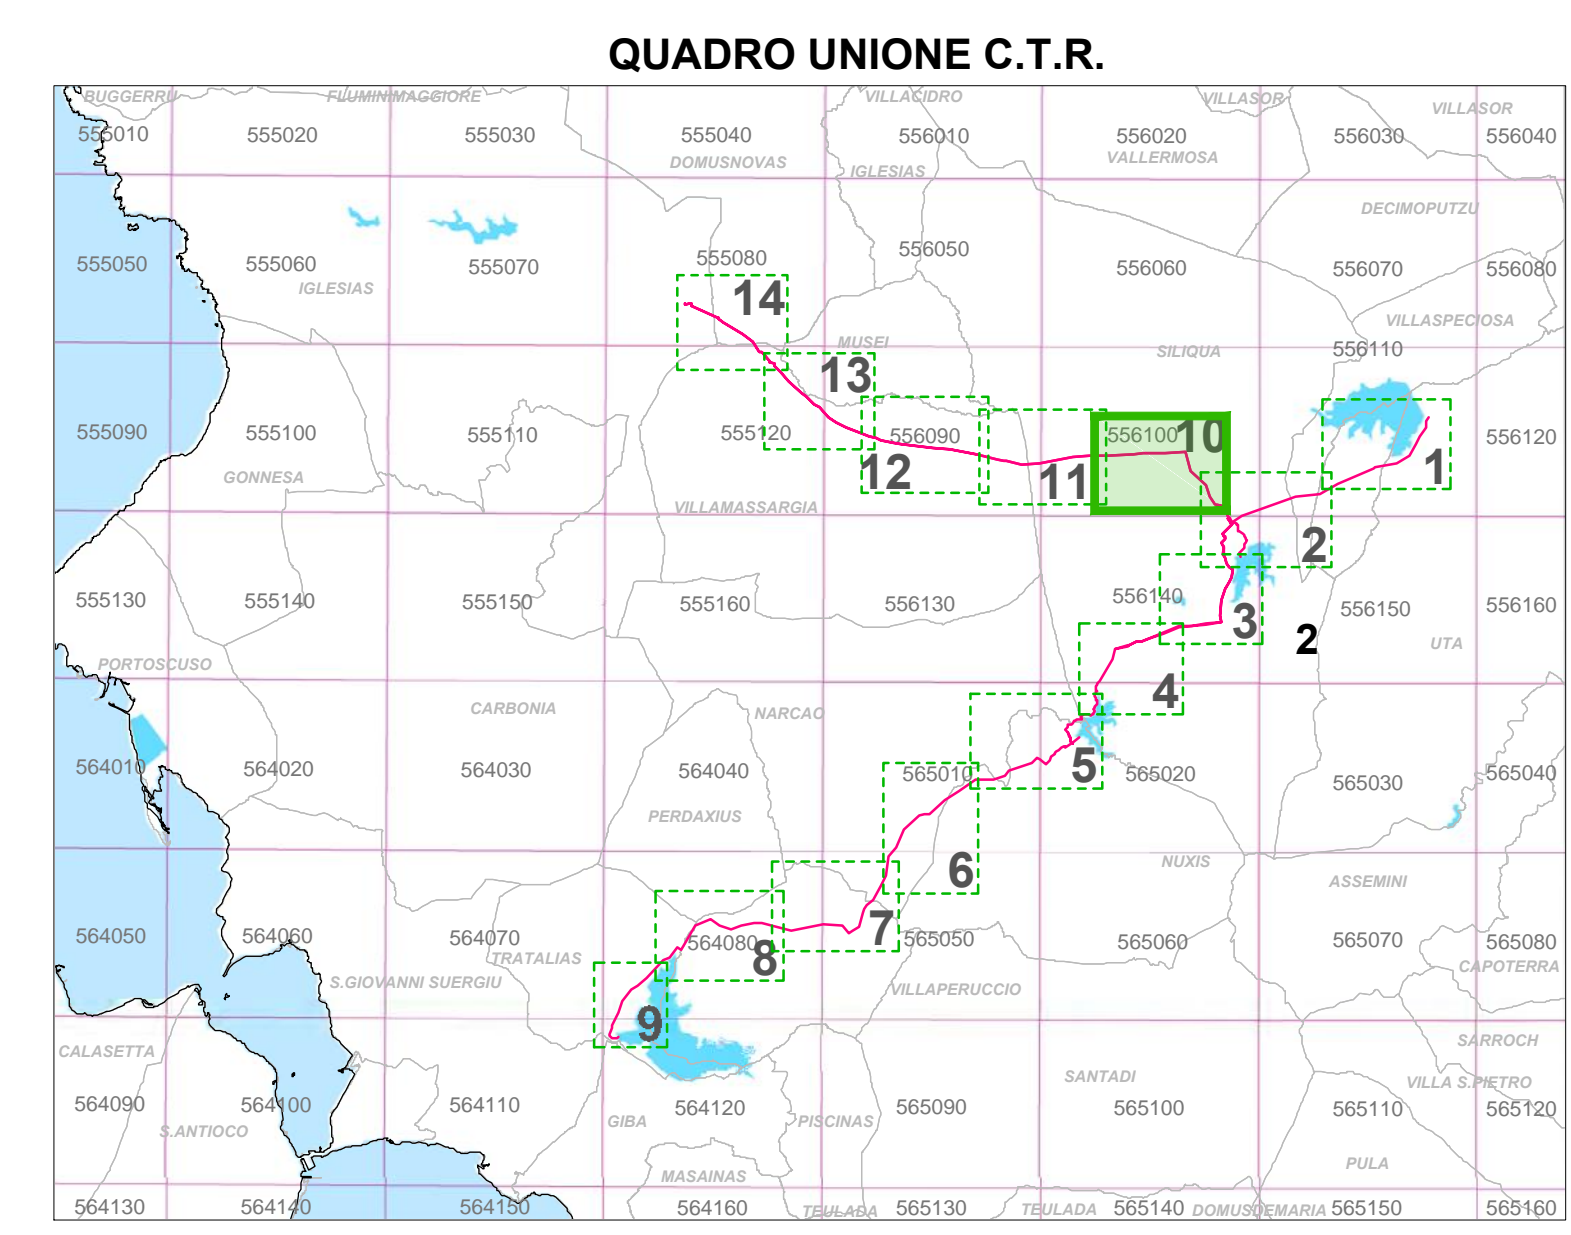 QUADRO UNIONE C.T.R.
BUGGERRU FLUMINIMAGGIORE VILLACIDRO VILLASOR VILLASOR
555010 555020 555030 555040 556010 556020 556030 556040
DOMUSNOVAS IGLESIAS VALLERMOSA
DECIMOPUTZU
555050 555060 555070 555080 556050 556060 556070 556080
IGLESIAS
14
VILLASPECIOSA
MUSEI SILIQUA 556110
13
555090 555100 555110 555120 556090 556100 10 556120
GONNESA 12 11 1
VILLAMASSARGIA
2
555130 555140 555150 555160 556130 556140 556150 556160
3 2 UTA
PORTOSCUSO
4
CARBONIA NARCAO
564010 564020 564030 564040 565010 5 565020 565030 565040
PERDAXIUS
6 NUXIS ASSEMINI
7
564050 564060 564070 564080 565050 565060 565070 565080
TRATALIAS 8 CAPOTERRA
S.GIOVANNI SUERGIU VILLAPERUCCIO
9
CALASETTA SARROCH
SANTADI VILLA S.PIETRO
564090 564100 564110 564120 565090 565100 565110 565120
S.ANTIOCO GIBA PISCINAS
MASAINAS PULA
564130 564140 564150 564160 TEULADA 565130 TEULADA 565140 DOMUSDEMARIA 565150 565160